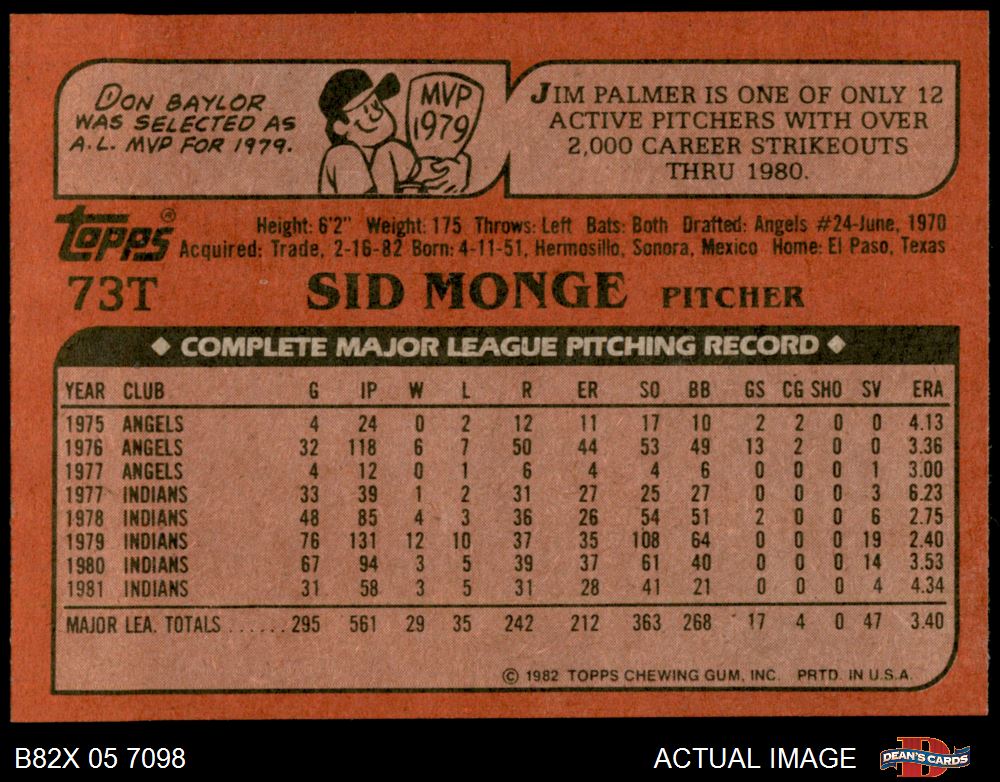 DON BAYLOR
WAS SELECTED AS
A.L. MVP FOR 1979.
MVP
1979
JIM PALMER IS ONE OF ONLY 12
ACTIVE PITCHERS WITH OVER
2,000 CAREER STRIKEOUTS
THRU 1980.
topps®
Height: 6'2" Weight: 175 Throws: Left Bats: Both Drafted: Angels #24-June, 1970
Acquired: Trade, 2-16-82 Born: 4-11-51, Hermosillo, Sonora, Mexico Home: El Paso, Texas
73T SID MONGE PITCHER
◆ COMPLETE MAJOR LEAGUE PITCHING RECORD ◆
YEAR CLUB G IP W L R ER SO BB GS CG SHO SV ERA
1975 ANGELS 4 24 0 2 12 11 17 10 2 2 0 0 4.13
1976 ANGELS 32 118 6 7 50 44 53 49 13 2 0 0 3.36
1977 ANGELS 4 12 0 1 6 4 4 6 0 0 0 1 3.00
1977 INDIANS 33 39 1 2 31 27 25 27 0 0 0 3 6.23
1978 INDIANS 48 85 4 3 36 26 54 51 2 0 0 6 2.75
1979 INDIANS 76 131 12 10 37 35 108 64 0 0 0 19 2.40
1980 INDIANS 67 94 3 5 39 37 61 40 0 0 0 14 3.53
1981 INDIANS 31 58 3 5 31 28 41 21 0 0 0 4 4.34
MAJOR LEA. TOTALS ......295 561 29 35 242 212 363 268 17 4 0 47 3.40
© 1982 TOPPS CHEWING GUM, INC. PRTD. IN U.S.A.
B82X 05 7098
ACTUAL IMAGE
DEAN'S CARDS